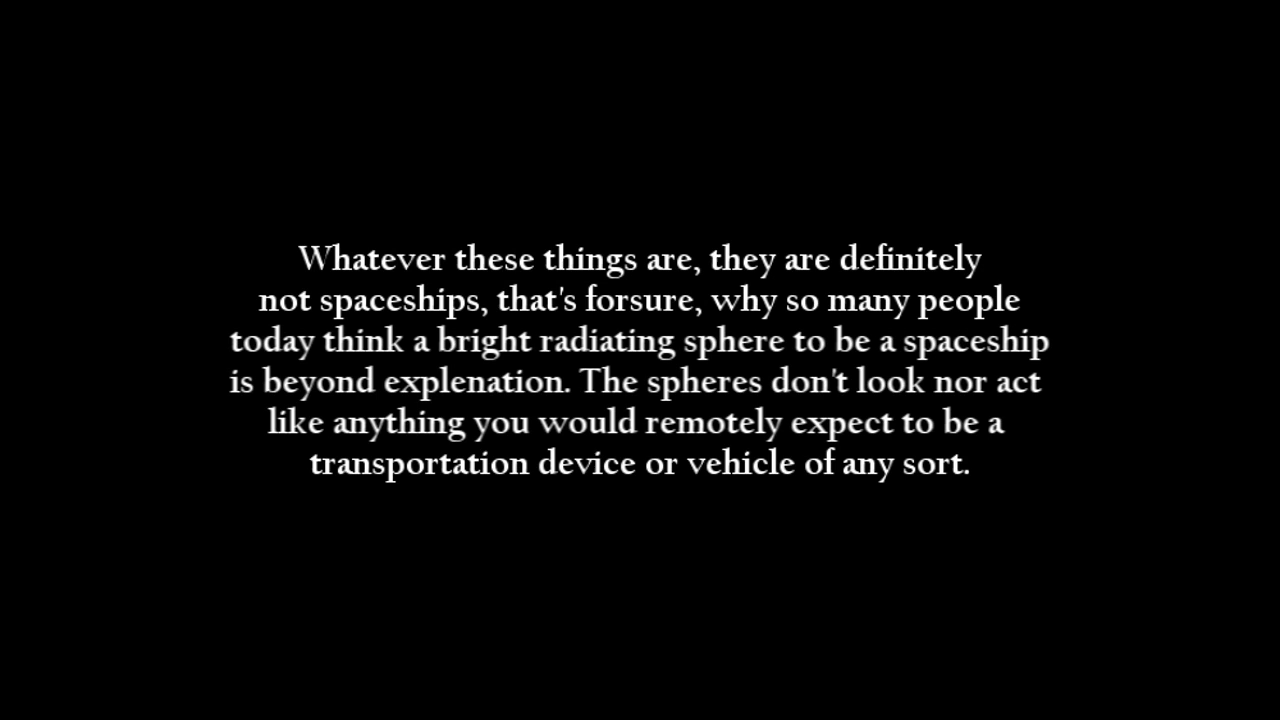 Whatever these things are, they are definitely
not spaceships, that's forsure, why so many people
today think a bright radiating sphere to be a spaceship
is beyond explenation. The spheres don't look nor act
like anything you would remotely expect to be a
transportation device or vehicle of any sort.